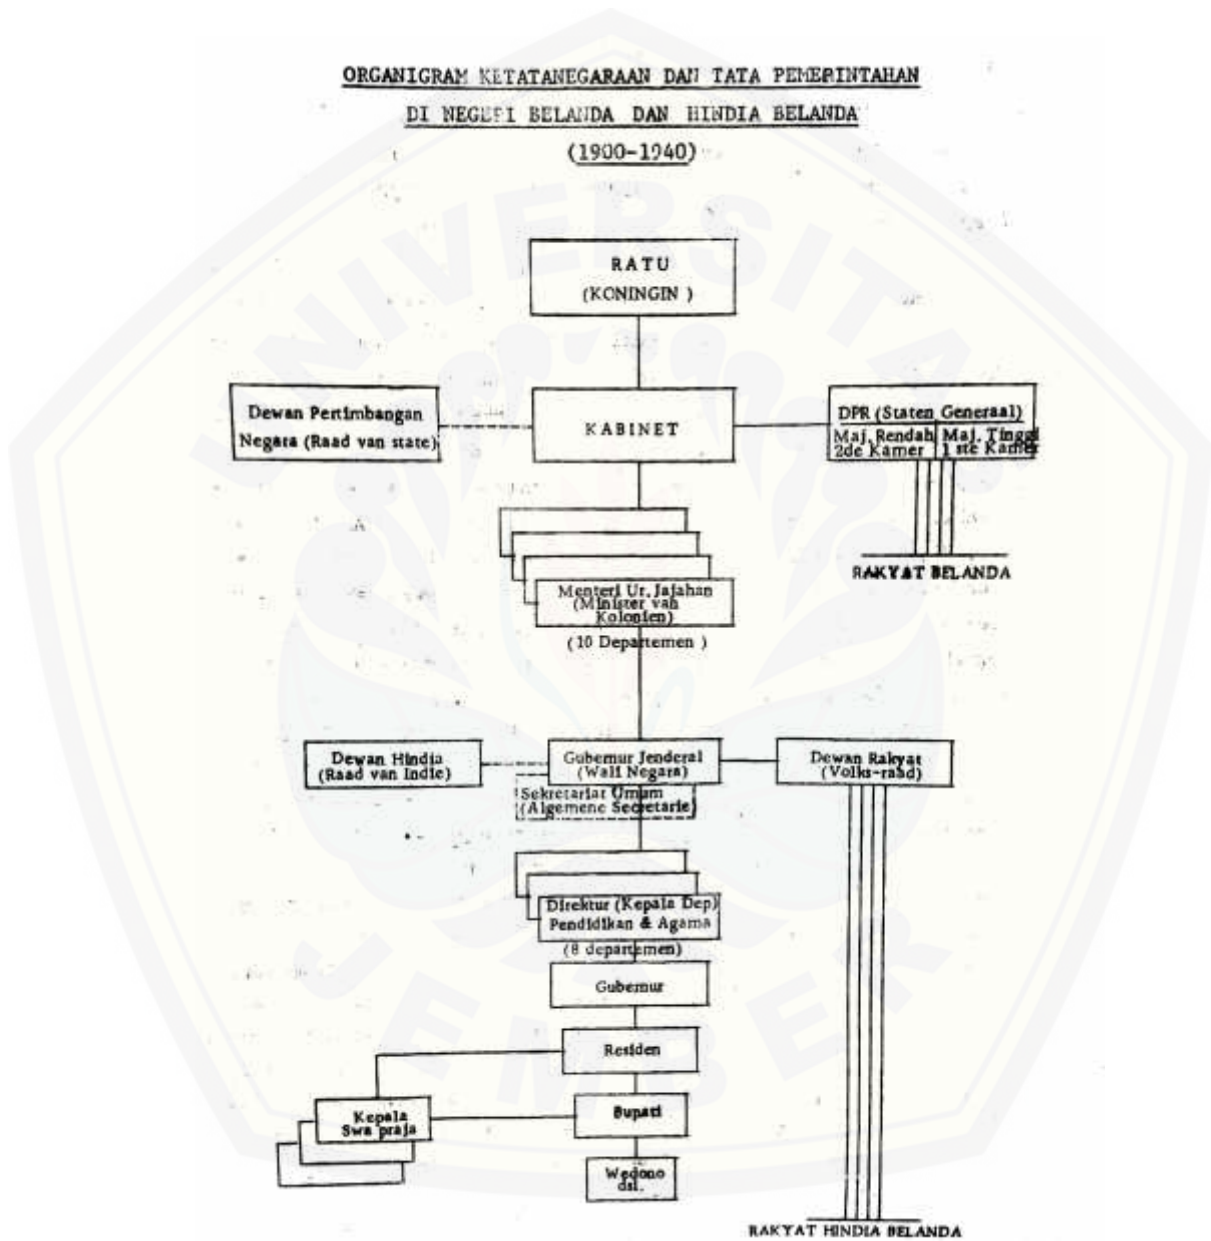 ORGANIGRAM KETATANEGARAAN DAN TATA PEMERINTAHAN
DI NEGERI BELANDA DAN HINDIA BELANDA
(1900-1940)
RATU
(KONINGIN )
Dewan Pertimbangan
Negara (Raad van state)
KABINET
DPR (Staten Generaal)
Maj. Rendah
2de Kamer
Maj. Tinggi
1 ste Kamer
RAKYAT BELANDA
Menteri Ur. Jajahan
(Minister van
Kolonien)
(10 Departemen )
Dewan Hindia
(Raad van Indie)
Gubernur Jenderal
(Wali Negara)
Dewan Rakyat
(Volks-raad)
Sekretariat Umum
(Algemene Secretarie)
Direktur (Kepala Dep)
Pendidikan & Agama
(8 departemen)
Gubernur
Residen
Kepala
Swa praja
Bupati
Wedono
dsl.
RAKYAT HINDIA BELANDA
UNIVERSITAS
JEMBER